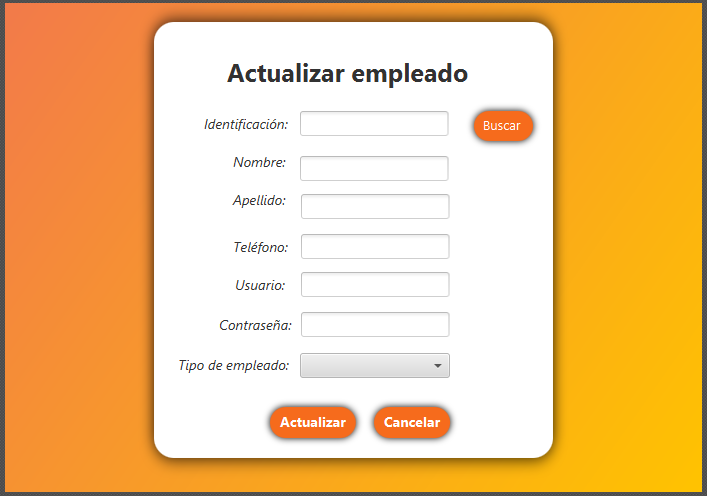 Actualizar empleado
Identificación: Buscar
Nombre:
Apellido:
Teléfono:
Usuario:
Contraseña:
Tipo de empleado:
Actualizar Cancelar